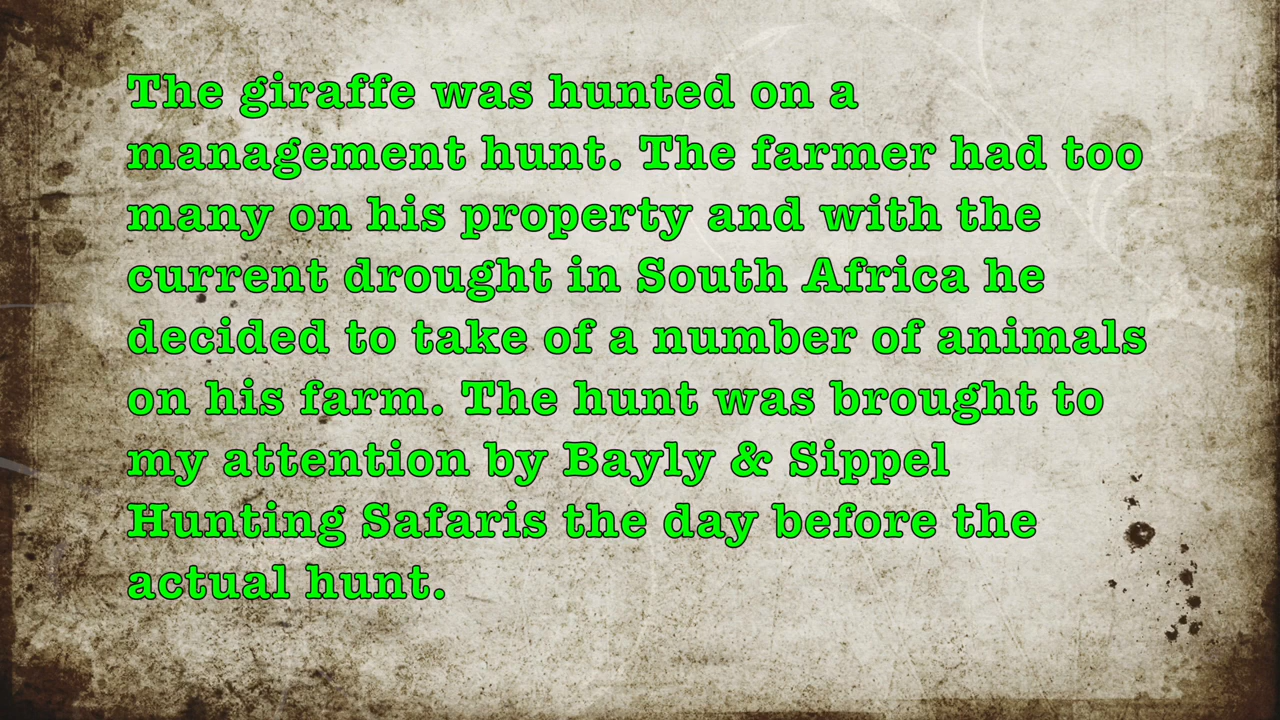 The giraffe was hunted on a
management hunt. The farmer had too
many on his property and with the
current drought in South Africa he
decided to take of a number of animals
on his farm. The hunt was brought to
my attention by Bayly & Sippel
Hunting Safaris the day before the
actual hunt.